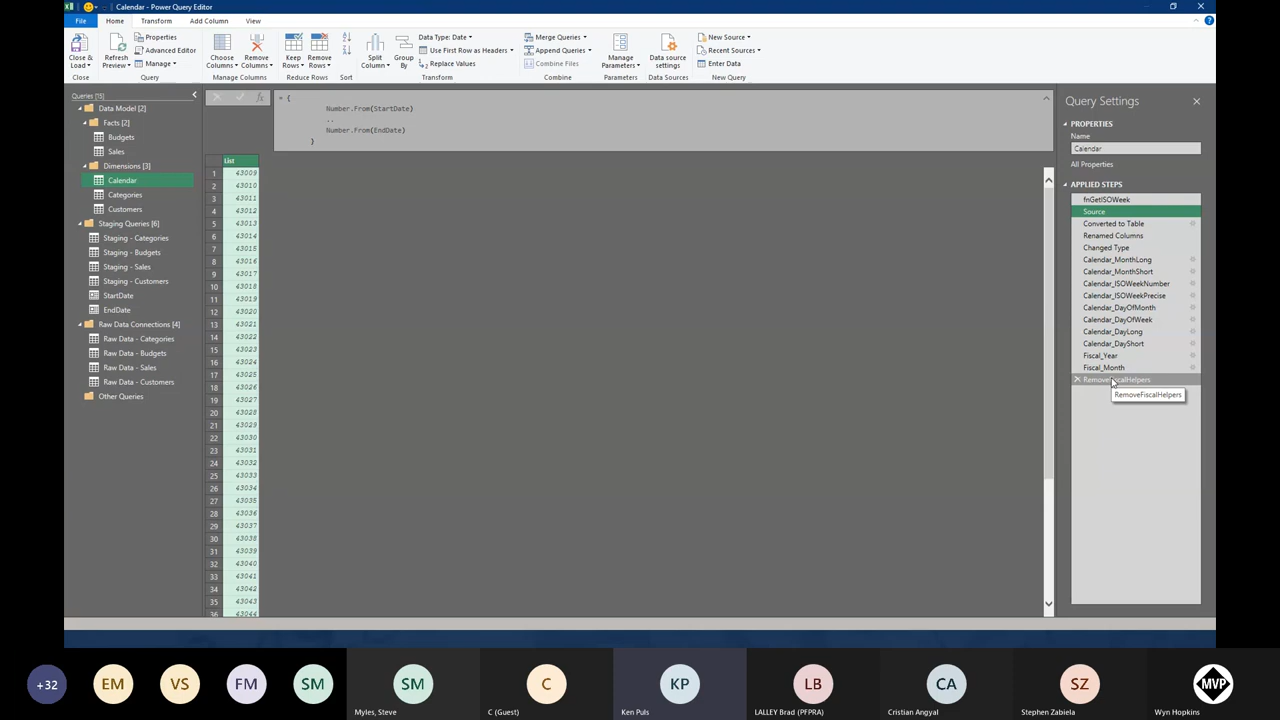 Calendar - Power Query Editor
File
Home
Transform
Add Column
View
Close &
Load
Close
Refresh
Preview
Properties
Advanced Editor
Manage
Query
Choose
Columns
Remove
Columns
Manage Columns
Keep
Rows
Remove
Rows
Reduce Rows
Sort
Split
Column
Group
By
Data Type: Date
Use First Row as Headers
Replace Values
Transform
Merge Queries
Append Queries
Combine Files
Combine
Manage
Parameters
Parameters
Data source
settings
Data Sources
New Source
Recent Sources
Enter Data
New Query
Queries [15]
Data Model [2]
Facts [2]
Budgets
Sales
Dimensions [3]
Calendar
Categories
Customers
Staging Queries [6]
Staging - Categories
Staging - Budgets
Staging - Sales
Staging - Customers
StartDate
EndDate
Raw Data Connections [4]
Raw Data - Categories
Raw Data - Budgets
Raw Data - Sales
Raw Data - Customers
Other Queries
fx
= {
Number.From(StartDate)
..
Number.From(EndDate)
}
List
1 43009
2 43010
3 43011
4 43012
5 43013
6 43014
7 43015
8 43016
9 43017
10 43018
11 43019
12 43020
13 43021
14 43022
15 43023
16 43024
17 43025
18 43026
19 43027
20 43028
21 43029
22 43030
23 43031
24 43032
25 43033
26 43034
27 43035
28 43036
29 43037
30 43038
31 43039
32 43040
33 43041
34 43042
35 43043
36 43044
Query Settings
PROPERTIES
Name
Calendar
All Properties
APPLIED STEPS
fnGetISOWeek
Source
Converted to Table
Renamed Columns
Changed Type
Calendar_MonthLong
Calendar_MonthShort
Calendar_ISOWeekNumber
Calendar_ISOWeekPrecise
Calendar_DayOfMonth
Calendar_DayOfWeek
Calendar_DayLong
Calendar_DayShort
Fiscal_Year
Fiscal_Month
RemoveFiscalHelpers
RemoveFiscalHelpers
+32
EM
VS
FM
SM
SM
Myles, Steve
C
C (Guest)
KP
Ken Puls
LB
LALLEY Brad (PFPRA)
CA
Cristian Angyal
SZ
Stephen Zabiela
MVP
Wyn Hopkins